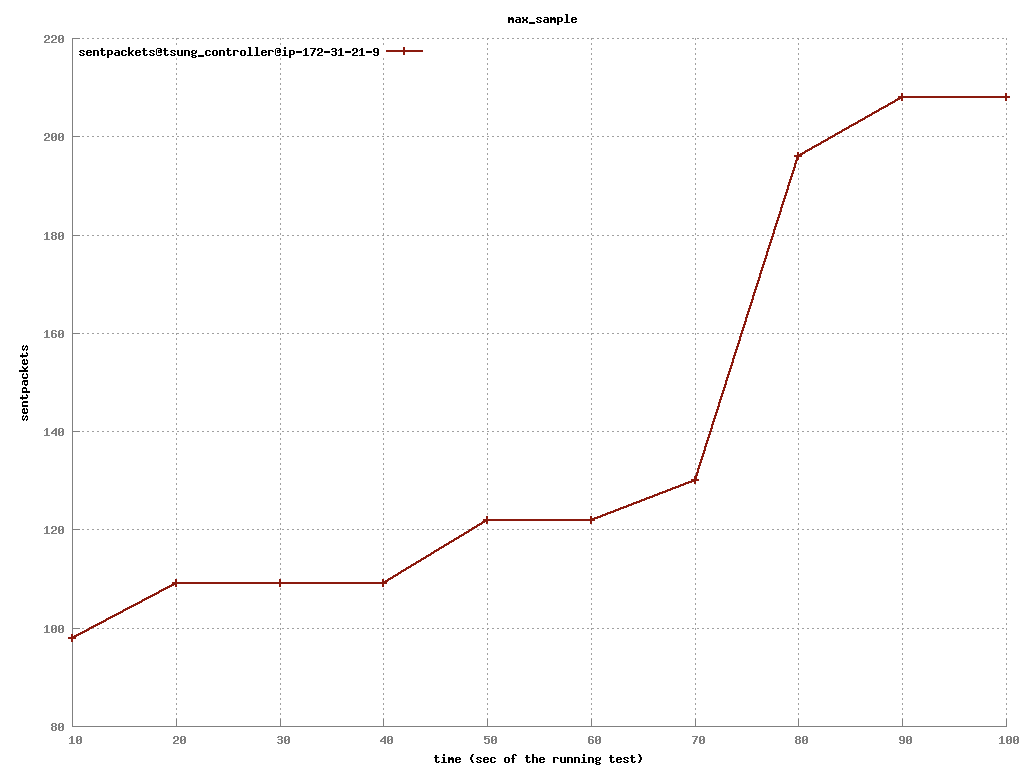 max_sample
sentpackets@tsung_controller@ip-172-31-21-9
220
200
180
160
140
120
100
80
sentpackets
10 20 30 40 50 60 70 80 90 100
time (sec of the running test)